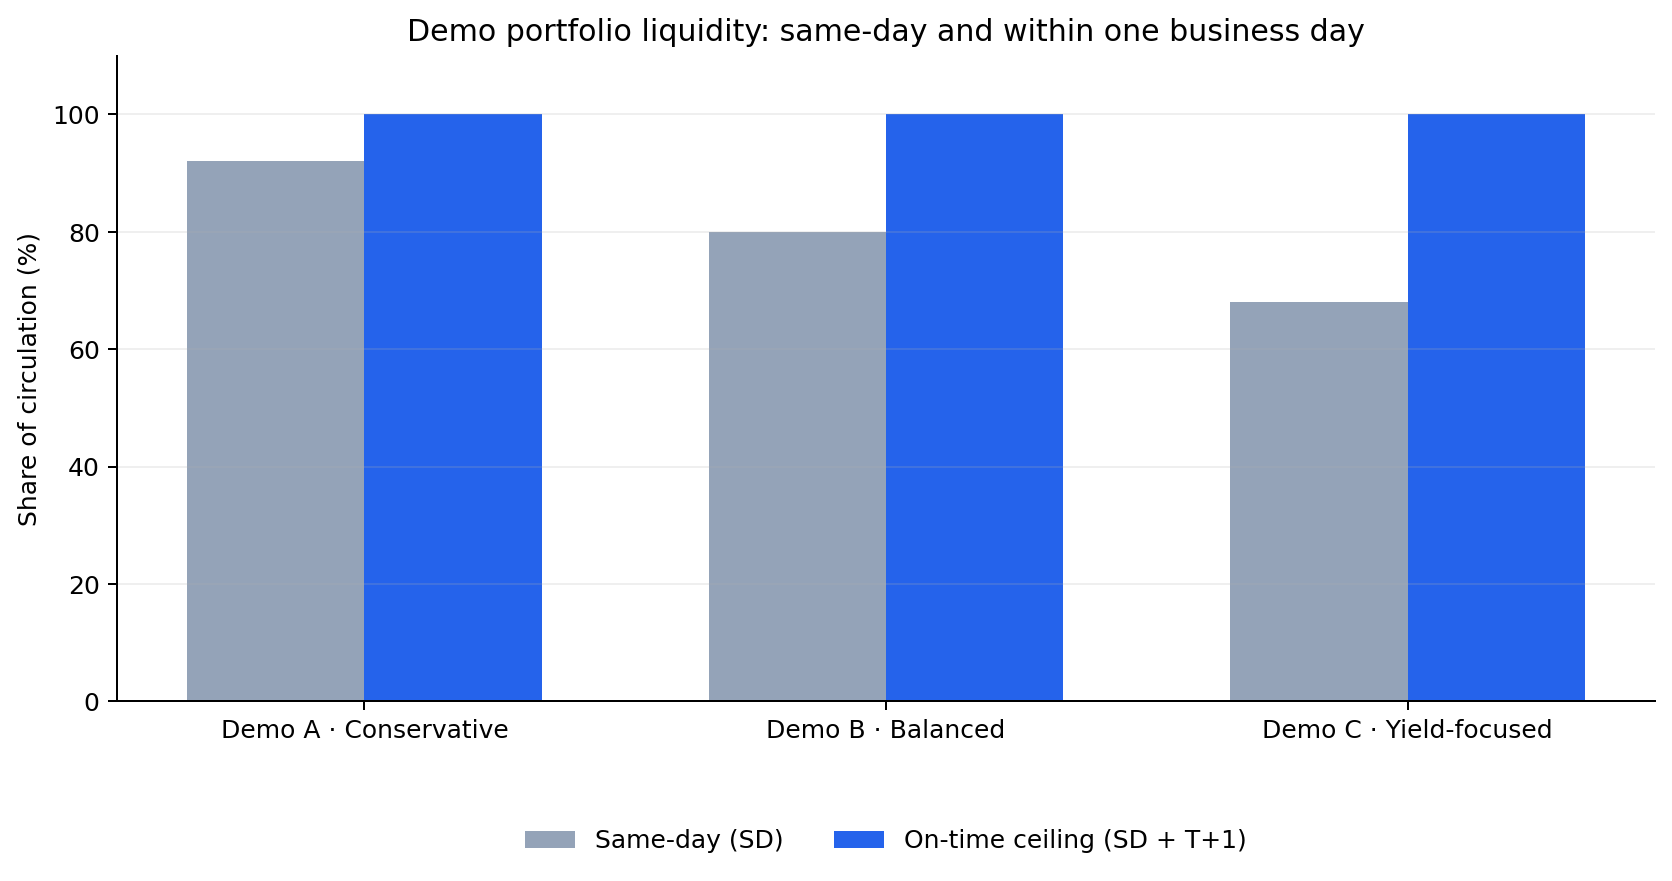 Demo portfolio liquidity: same-day and within one business day
Share of circulation (%)
100
80
60
40
20
0
Demo A · Conservative
Demo B · Balanced
Demo C · Yield-focused
Same-day (SD)
On-time ceiling (SD + T+1)